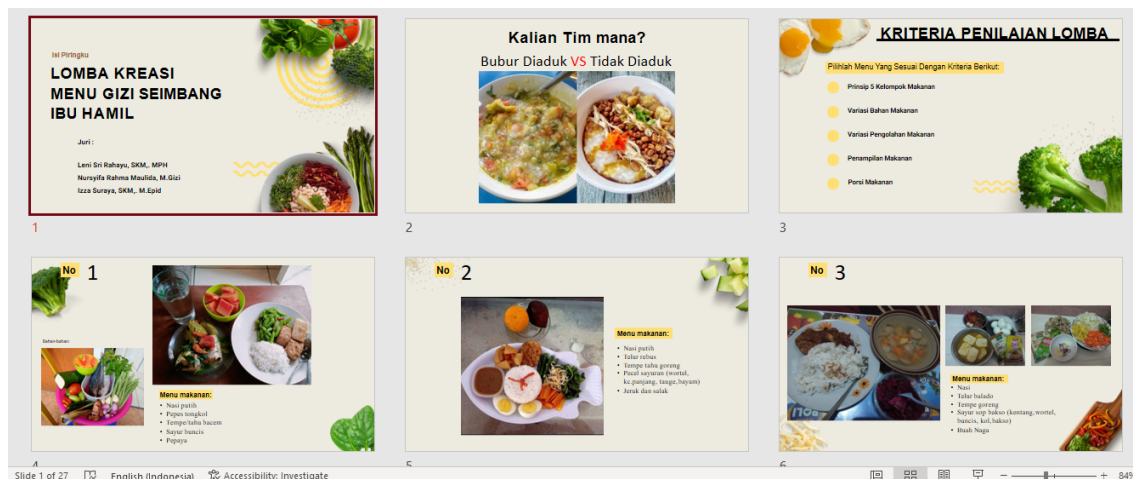 Isi Piringku
LOMBA KREASI
MENU GIZI SEIMBANG
IBU HAMIL
Juri :
Leni Sri Rahayu, SKM,. MPH
Nursyifa Rahma Maulida, M.Gizi
Izza Suraya, SKM,. M.Epid
1
Kalian Tim mana?
Bubur Diaduk VS Tidak Diaduk
2
KRITERIA PENILAIAN LOMBA
Pilihlah Menu Yang Sesuai Dengan Kriteria Berikut:
Prinsip 5 Kelompok Makanan
Variasi Bahan Makanan
Variasi Pengolahan Makanan
Penampilan Makanan
Porsi Makanan
3
No 1
Bahan-bahan:
Menu makanan:
• Nasi putih
• Pepes tongkol
• Tempe/tahu bacem
• Sayur buncis
• Pepaya
4
No 2
Menu makanan:
• Nasi putih
• Telur rebus
• Tempe tahu goreng
• Pecel sayuran (wortel,
kc.panjang, tauge, bayam)
• Jeruk dan salak
5
No 3
Menu makanan:
• Nasi
• Telur balado
• Tempe goreng
• Sayur sop bakso (kentang, wortel,
buncis, kol, bakso)
• Buah Naga
6
Slide 1 of 27 English (Indonesia) Accessibility: Investigate 84%